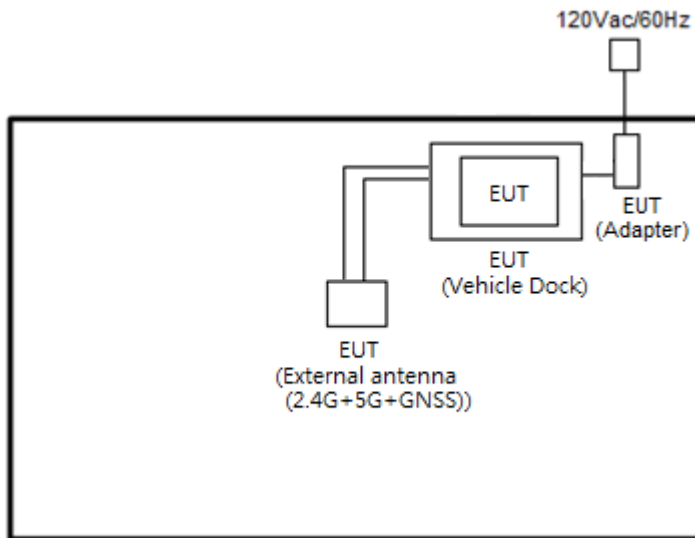 120Vac/60Hz
EUT
EUT
(Adapter)
EUT
(Vehicle Dock)
EUT
(External antenna
(2.4G+5G+GNSS))